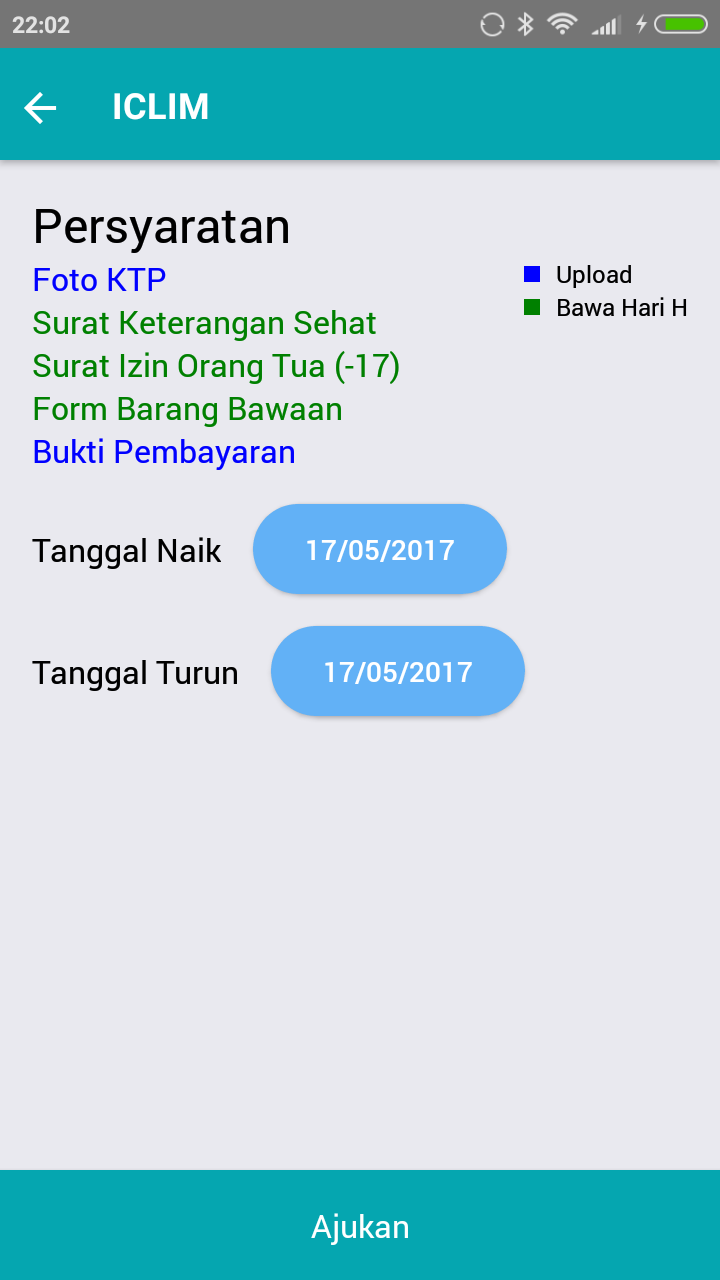 22:02
ICLIM
Persyaratan
Foto KTP
Surat Keterangan Sehat
Surat Izin Orang Tua (-17)
Form Barang Bawaan
Bukti Pembayaran
Upload
Bawa Hari H
Tanggal Naik 17/05/2017
Tanggal Turun 17/05/2017
Ajukan